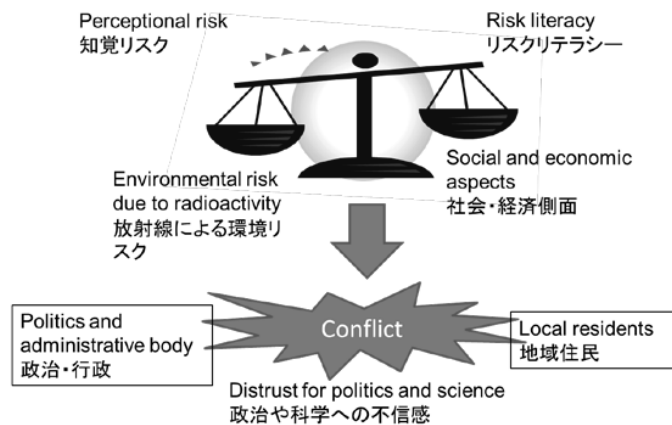 Perceptional risk
知覚リスク
Risk literacy
リスクリテラシー
Environmental risk
due to radioactivity
放射線による環境リ
スク
Social and economic
aspects
社会・経済側面
Conflict
Politics and
administrative body
政治・行政
Local residents
地域住民
Distrust for politics and science
政治や科学への不信感